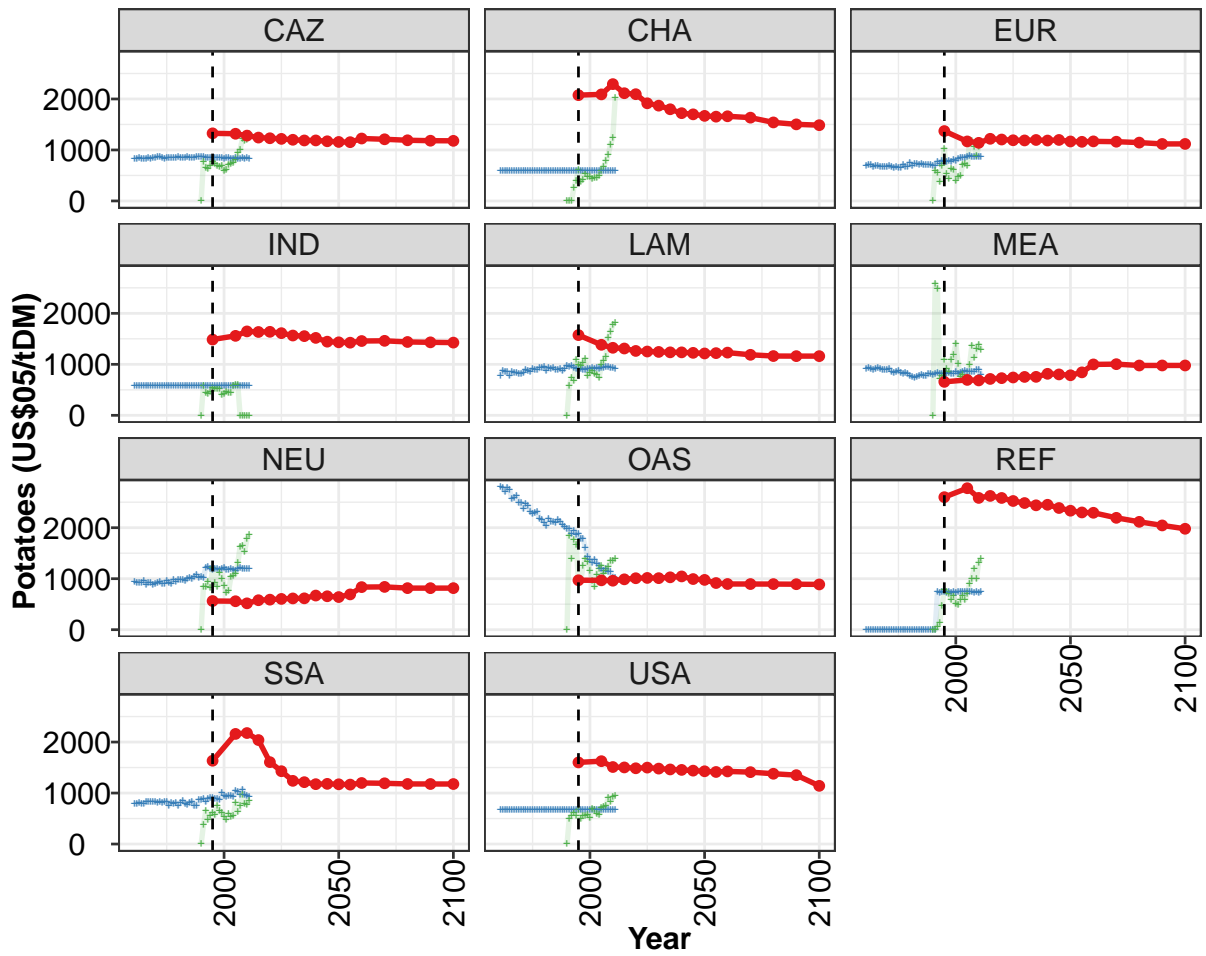 CAZ CHA EUR
2000
1000
0
IND LAM MEA
2000
1000
0
NEU OAS REF
2000
1000
0
SSA USA
2000
1000
0
2000 2050 2100
2000 2050 2100
2000 2050 2100
Year
Potatoes (US$05/tDM)